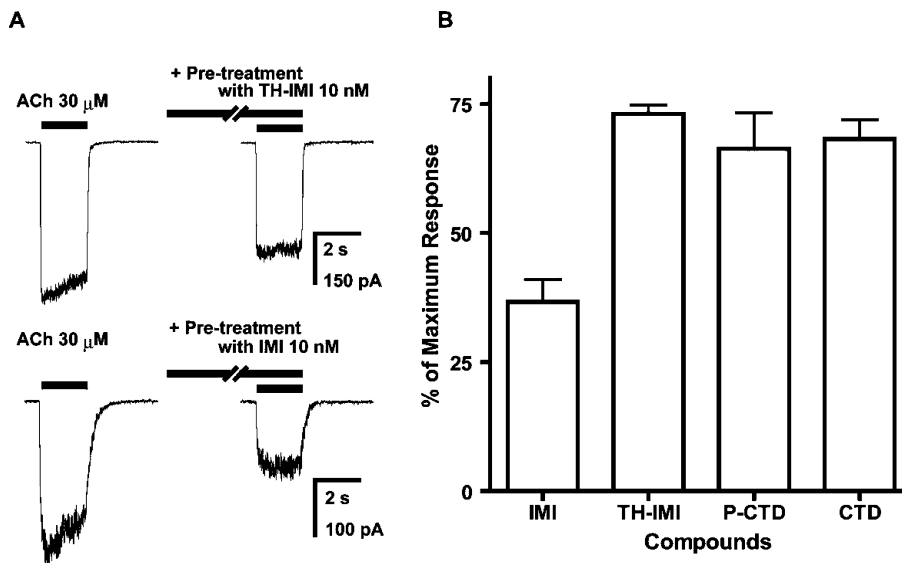 A
ACh 30 μM
+ Pre-treatment
with TH-IMI 10 nM
2 s
150 pA
ACh 30 μM
+ Pre-treatment
with IMI 10 nM
2 s
100 pA
B
% of Maximum Response
75
50
25
0
IMI TH-IMI P-CTD CTD
Compounds